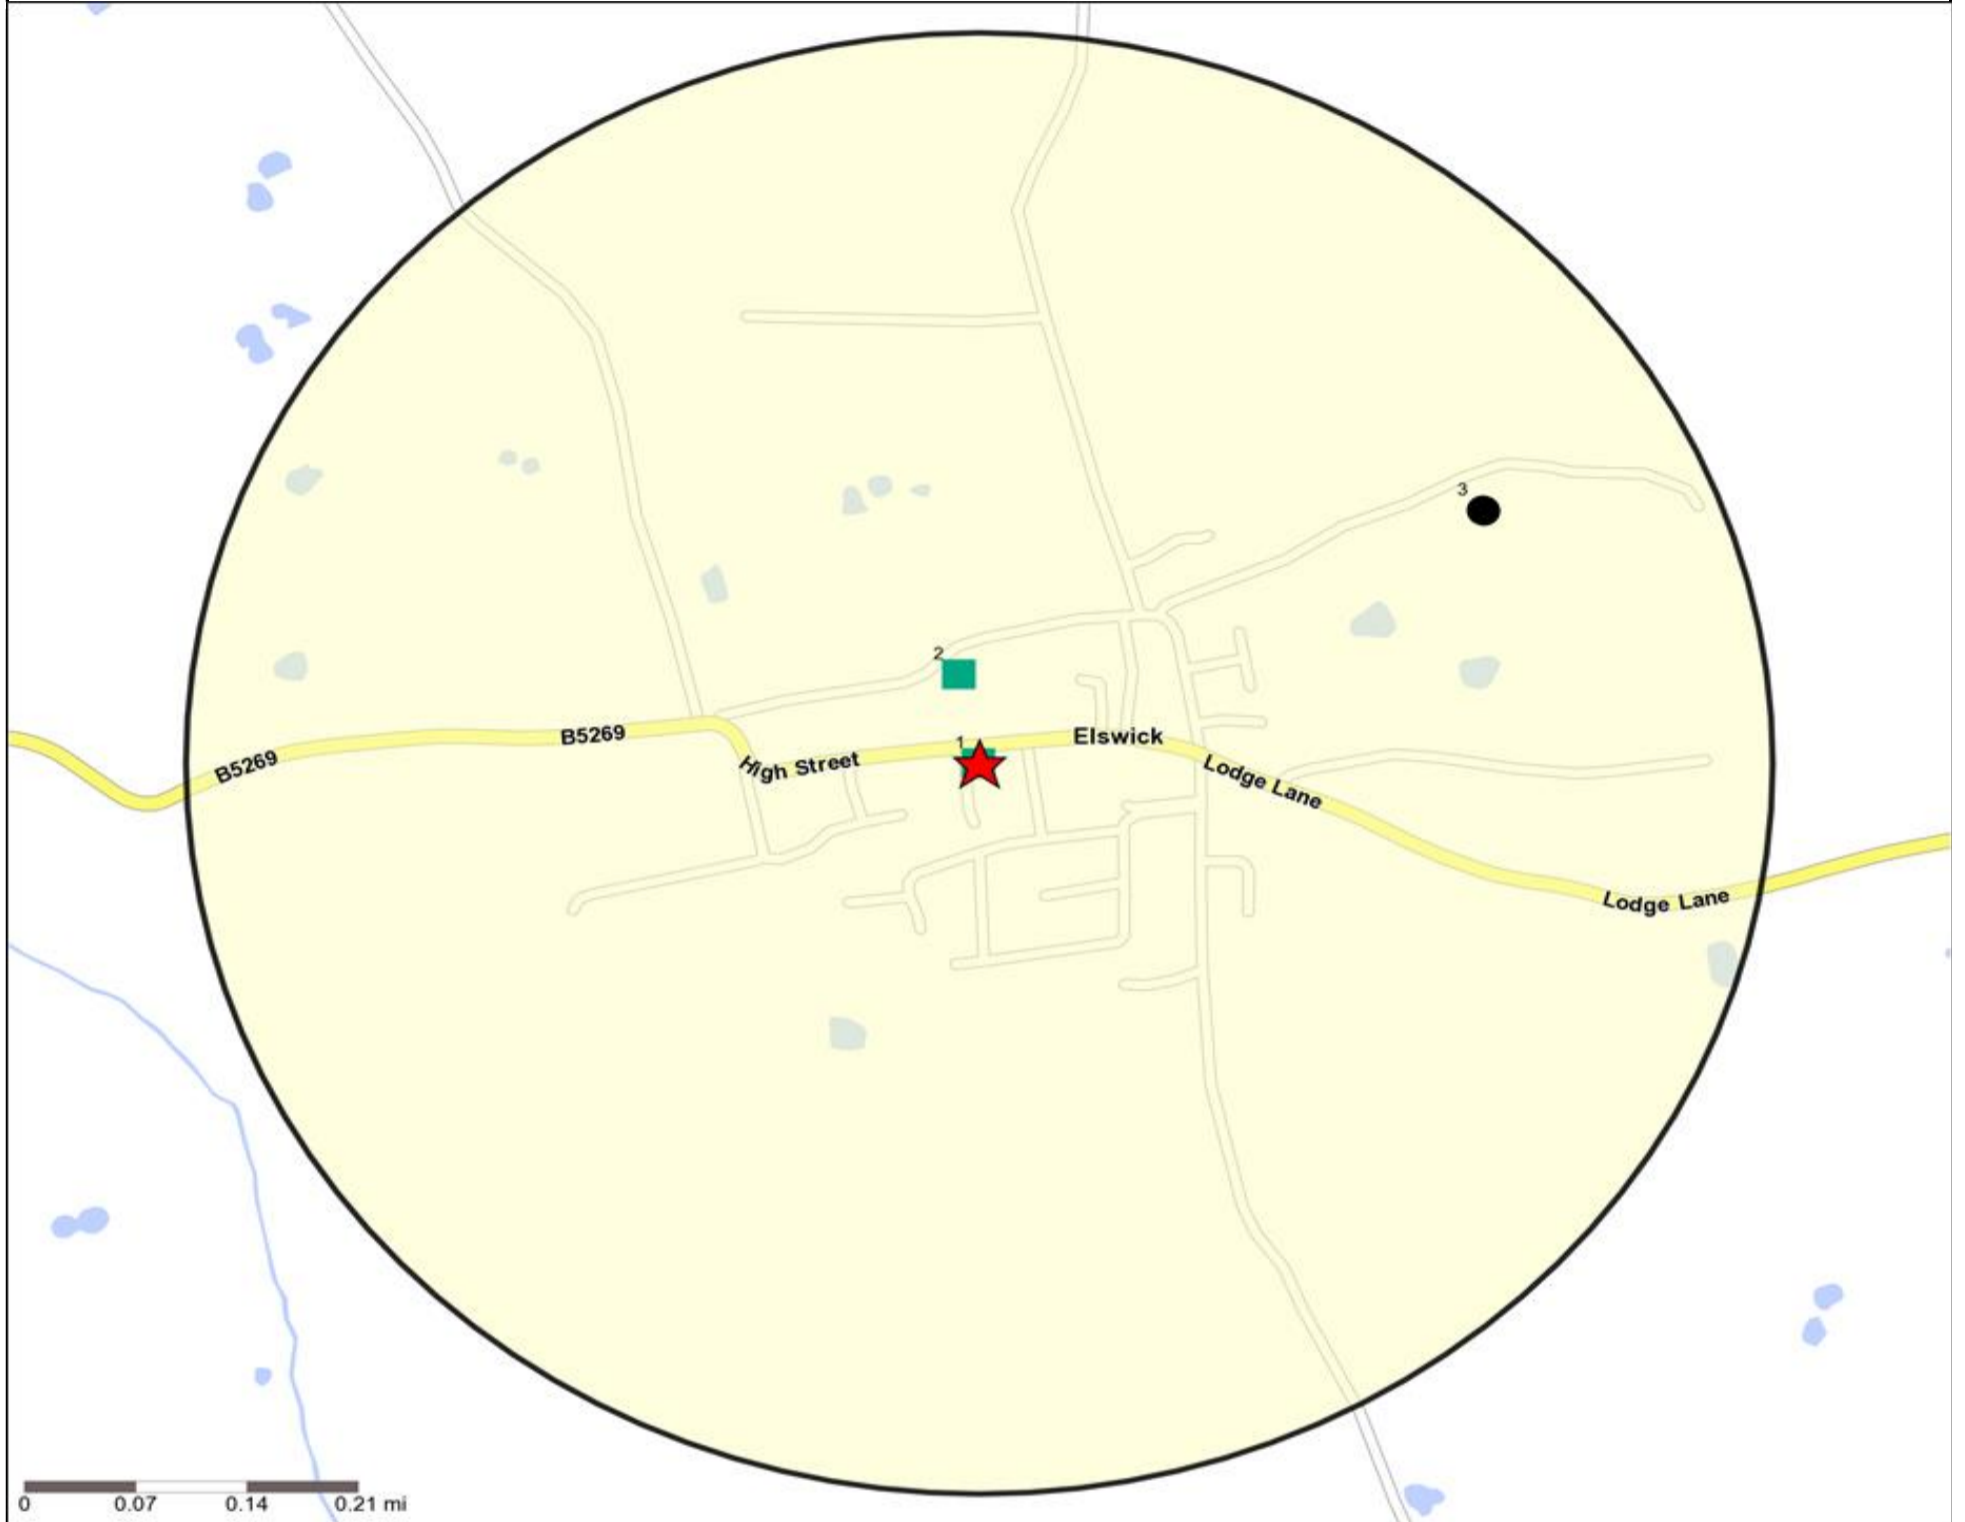 3
2
B5269
1
Elswick
B5269
High Street
Lodge Lane
Lodge Lane
0 0.07 0.14 0.21 mi